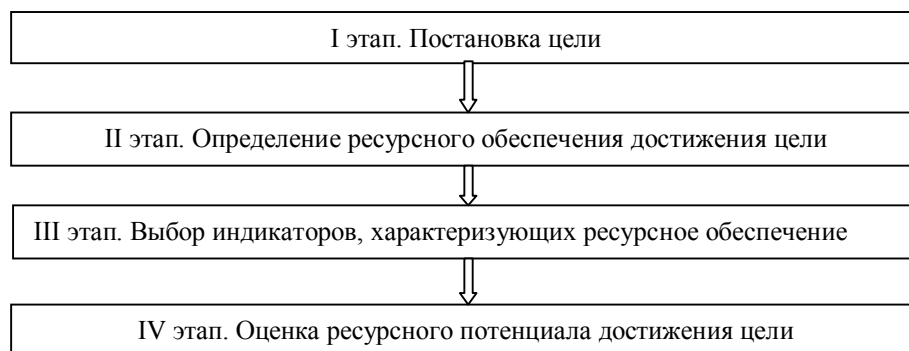 I этап. Постановка цели
II этап. Определение ресурсного обеспечения достижения цели
III этап. Выбор индикаторов, характеризующих ресурсное обеспечение
IV этап. Оценка ресурсного потенциала достижения цели